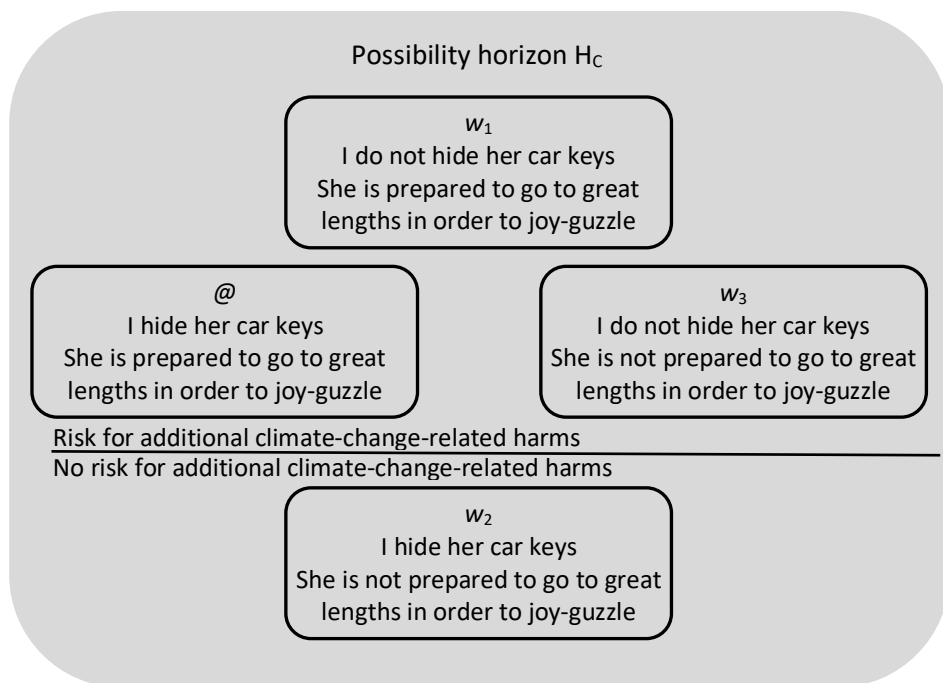 Possibility horizon H_C
w₁
I do not hide her car keys
She is prepared to go to great
lengths in order to joy-guzzle
@
I hide her car keys
She is prepared to go to great
lengths in order to joy-guzzle
w₃
I do not hide her car keys
She is not prepared to go to great
lengths in order to joy-guzzle
Risk for additional climate-change-related harms
No risk for additional climate-change-related harms
w₂
I hide her car keys
She is not prepared to go to great
lengths in order to joy-guzzle